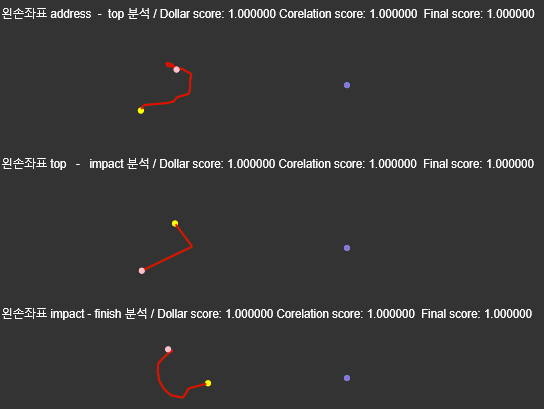 왼손좌표 address - top 분석 / Dollar score: 1.000000 Corelation score: 1.000000 Final score: 1.000000
왼손좌표 top - impact 분석 / Dollar score: 1.000000 Corelation score: 1.000000 Final score: 1.000000
왼손좌표 impact - finish 분석 / Dollar score: 1.000000 Corelation score: 1.000000 Final score: 1.000000